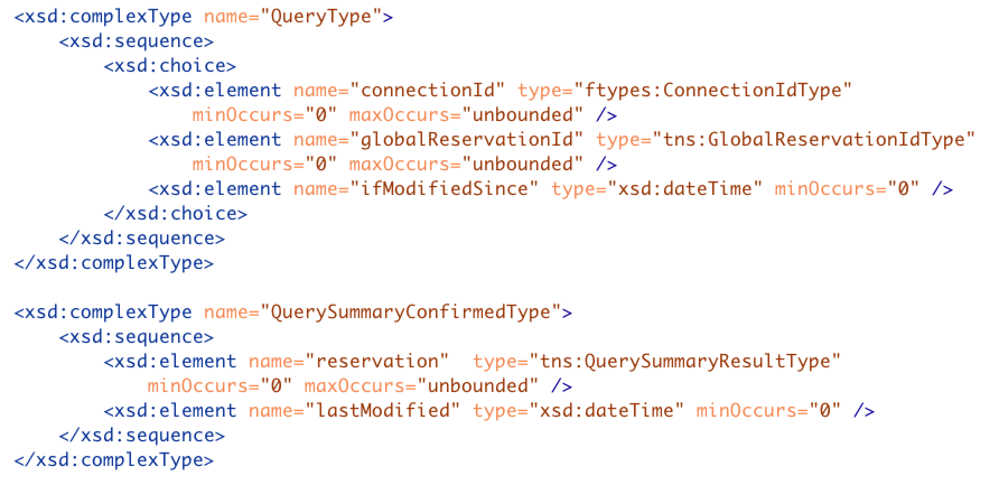 <xsd:complexType name="QueryType">
    <xsd:sequence>
        <xsd:choice>
            <xsd:element name="connectionId" type="ftypes:ConnectionIdType"
                minOccurs="0" maxOccurs="unbounded" />
            <xsd:element name="globalReservationId" type="tns:GlobalReservationIdType"
                minOccurs="0" maxOccurs="unbounded" />
            <xsd:element name="ifModifiedSince" type="xsd:dateTime" minOccurs="0" />
        </xsd:choice>
    </xsd:sequence>
</xsd:complexType>

<xsd:complexType name="QuerySummaryConfirmedType">
    <xsd:sequence>
        <xsd:element name="reservation"  type="tns:QuerySummaryResultType"
            minOccurs="0" maxOccurs="unbounded" />
        <xsd:element name="lastModified" type="xsd:dateTime" minOccurs="0" />
    </xsd:sequence>
</xsd:complexType>